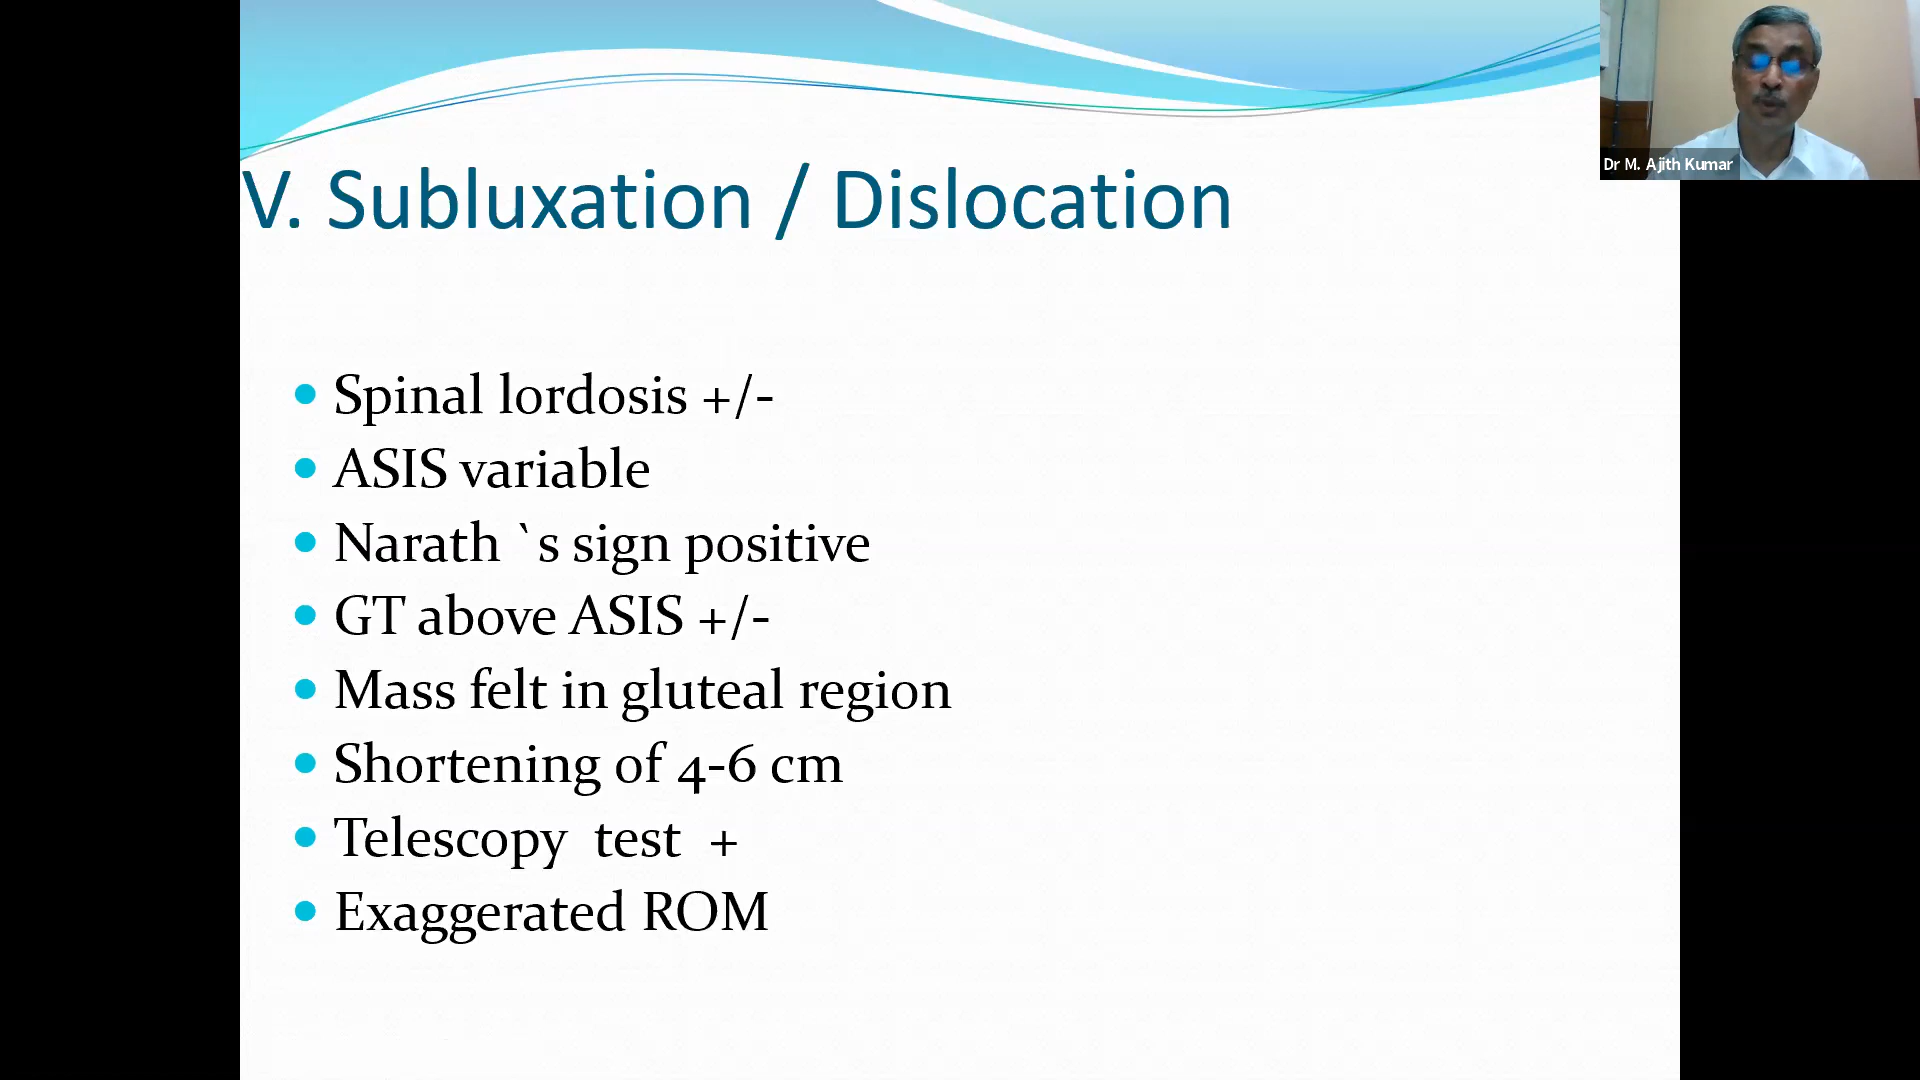 Dr M. Ajith Kumar
V. Subluxation / Dislocation
• Spinal lordosis +/-
• ASIS variable
• Narath `s sign positive
• GT above ASIS +/-
• Mass felt in gluteal region
• Shortening of 4-6 cm
• Telescopy  test  +
• Exaggerated ROM